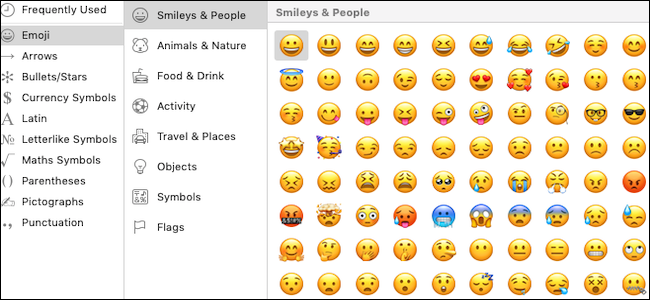 Frequently Used
Emoji
Arrows
Bullets/Stars
Currency Symbols
Latin
Letterlike Symbols
Maths Symbols
Parentheses
Pictographs
Punctuation
Smileys & People
Animals & Nature
Food & Drink
Activity
Travel & Places
Objects
Symbols
Flags
Smileys & People